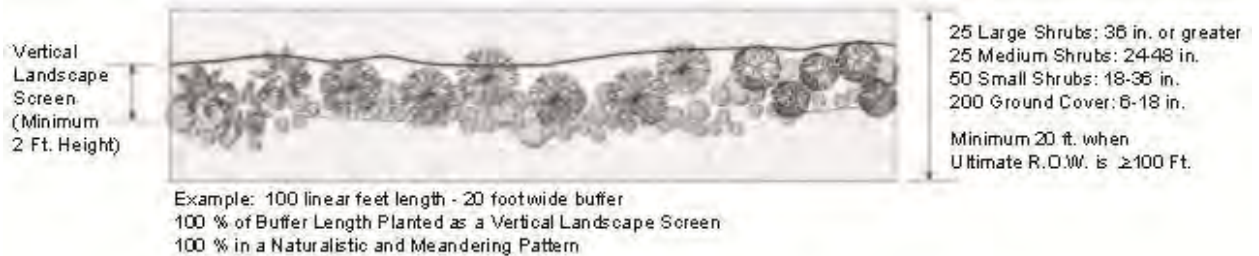 Vertical
Landscape
Screen
(Minimum
2 Ft. Height)
25 Large Shrubs: 36 in. or greater
25 Medium Shrubs: 24-48 in.
50 Small Shrubs: 18-36 in.
200 Ground Cover: 6-18 in.
Minimum 20 ft. when
Ultimate R.O.W. is ≥100 Ft.
Example: 100 linear feet length - 20 foot wide buffer
100 % of Buffer Length Planted as a Vertical Landscape Screen
100 % in a Naturalistic and Meandering Pattern